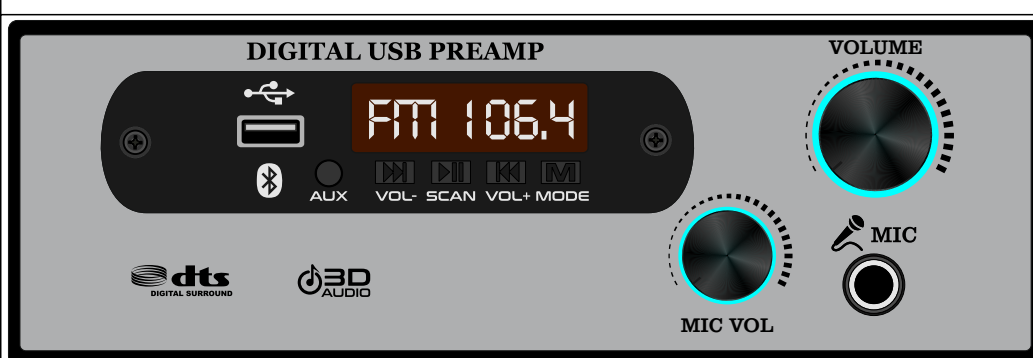 DIGITAL USB PREAMP
VOLUME
FM 106.4
M
AUX VOL- SCAN VOL+ MODE
MIC
dts
DIGITAL SURROUND
3D
AUDIO
MIC VOL